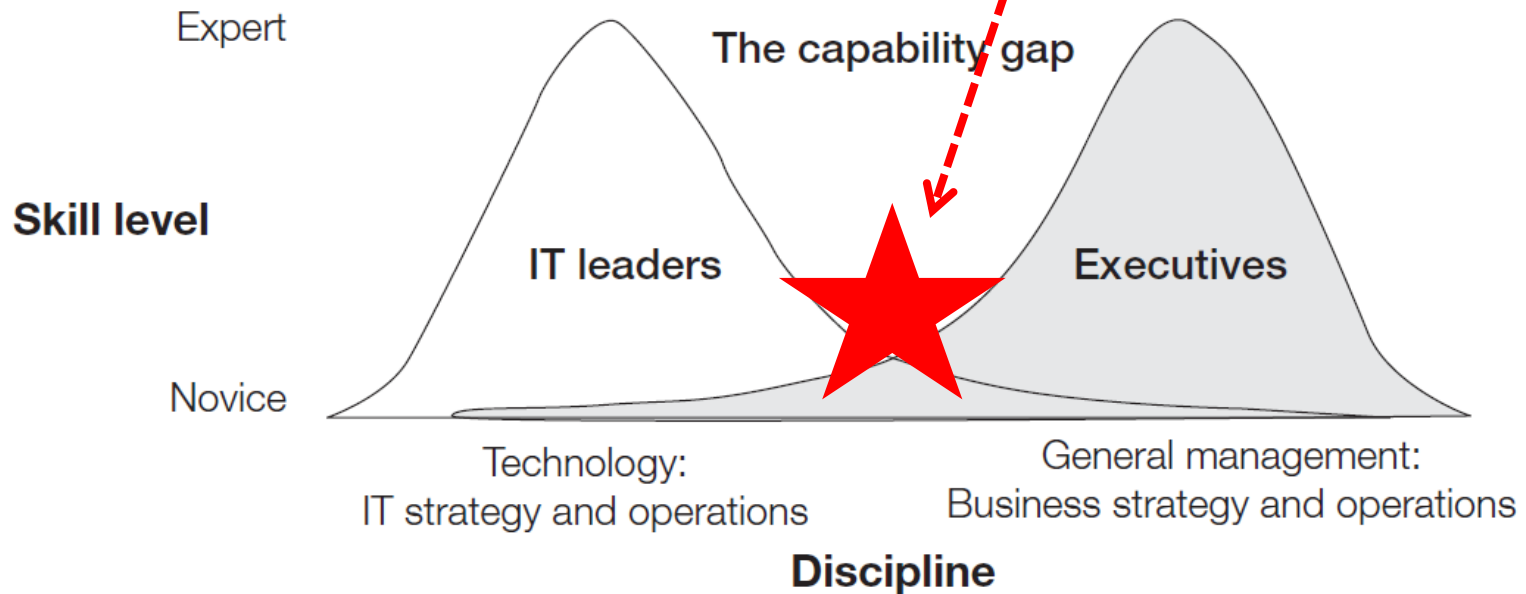 Expert
The capability gap
Skill level
IT leaders
Executives
Novice
Technology:
IT strategy and operations
General management:
Business strategy and operations
Discipline